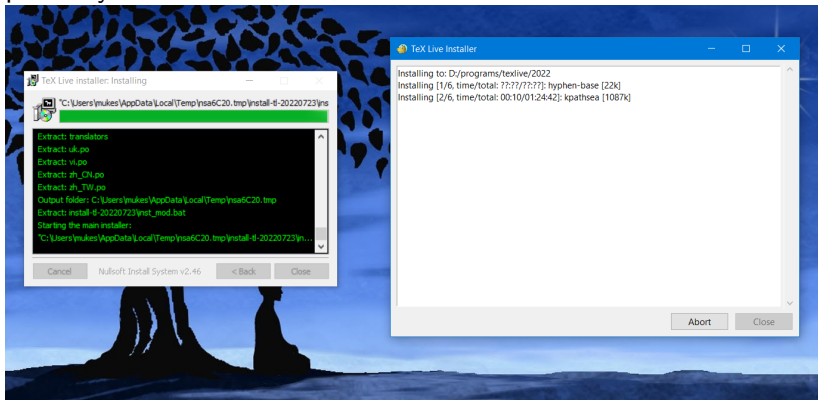 TeX Live installer: Installing
"C:\Users\mukes\AppData\Local\Temp\nsa6C20.tmp\install-tl-20220723\ins
Extract: translators
Extract: uk.po
Extract: vi.po
Extract: zh_CN.po
Extract: zh_TW.po
Output folder: C:\Users\mukes\AppData\Local\Temp\nsa6C20.tmp
Extract: install-tl-20220723\inst_mod.bat
Starting the main installer:
"C:\Users\mukes\AppData\Local\Temp\nsa6C20.tmp\install-tl-20220723\in...
Cancel Nullsoft Install System v2.46 < Back Close
TeX Live Installer
Installing to: D:/programs/texlive/2022
Installing [1/6, time/total: ??:??/??:??]: hyphen-base [22k]
Installing [2/6, time/total: 00:10/01:24:42]: kpathsea [1087k]
Abort Close